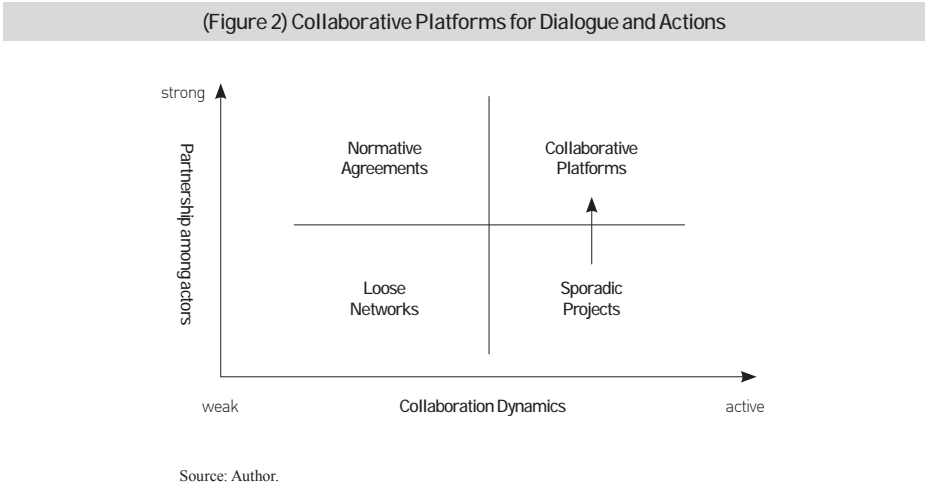 (Figure 2) Collaborative Platforms for Dialogue and Actions
strong
Partnership among actors
Normative
Agreements
Collaborative
Platforms
Loose
Networks
Sporadic
Projects
weak
Collaboration Dynamics
active
Source: Author.